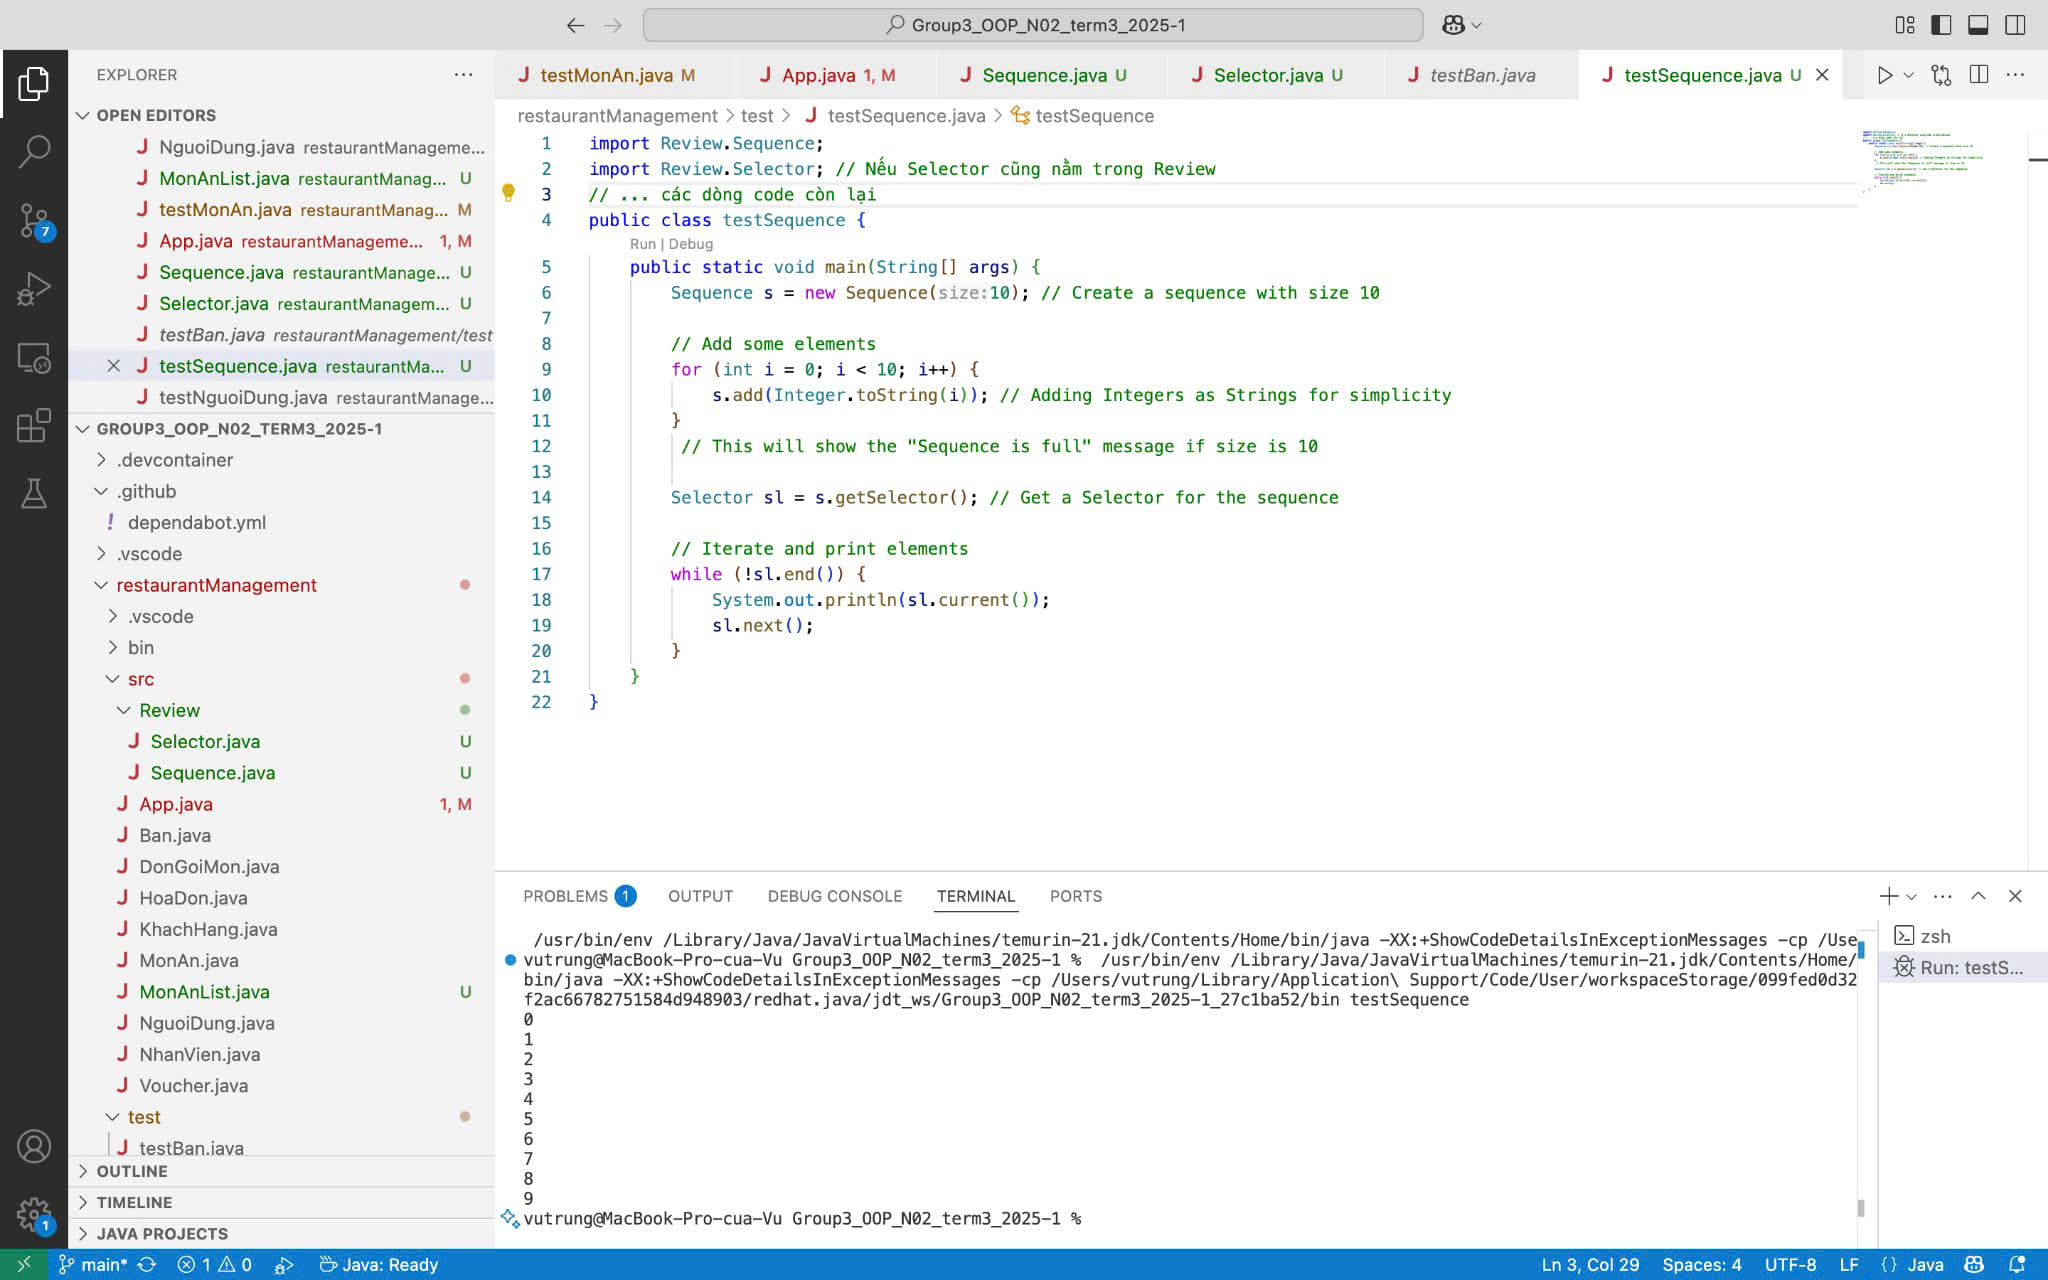 Group3_OOP_N02_term3_2025-1
EXPLORER
OPEN EDITORS
NguoiDung.java restaurantManageme...
MonAnList.java restaurantManag... U
testMonAn.java restaurantManag... M
App.java restaurantManageme... 1, M
Sequence.java restaurantManage... U
Selector.java restaurantManagem... U
testBan.java restaurantManagement/test
testSequence.java restaurantMa... U
testNguoiDung.java restaurantManage...
GROUP3_OOP_N02_TERM3_2025-1
.devcontainer
.github
! dependabot.yml
.vscode
restaurantManagement
.vscode
bin
src
Review
Selector.java U
Sequence.java U
App.java 1, M
Ban.java
DonGoiMon.java
HoaDon.java
KhachHang.java
MonAn.java
MonAnList.java U
NguoiDung.java
NhanVien.java
Voucher.java
test
testBan.java
OUTLINE
TIMELINE
JAVA PROJECTS
7
1
testMonAn.java M App.java 1, M Sequence.java U Selector.java U testBan.java testSequence.java U
restaurantManagement > test > testSequence.java > testSequence
1 import Review.Sequence;
2 import Review.Selector; // Nếu Selector cũng nằm trong Review
3 // ... các dòng code còn lại
4 public class testSequence {
Run | Debug
5 public static void main(String[] args) {
6 Sequence s = new Sequence(size:10); // Create a sequence with size 10
7
8 // Add some elements
9 for (int i = 0; i < 10; i++) {
10 s.add(Integer.toString(i)); // Adding Integers as Strings for simplicity
11 }
12 // This will show the "Sequence is full" message if size is 10
13
14 Selector sl = s.getSelector(); // Get a Selector for the sequence
15
16 // Iterate and print elements
17 while (!sl.end()) {
18 System.out.println(sl.current());
19 sl.next();
20 }
21 }
22 }
PROBLEMS 1 OUTPUT DEBUG CONSOLE TERMINAL PORTS
/usr/bin/env /Library/Java/JavaVirtualMachines/temurin-21.jdk/Contents/Home/bin/java -XX:+ShowCodeDetailsInExceptionMessages -cp /Use
vutrung@MacBook-Pro-cua-Vu Group3_OOP_N02_term3_2025-1 % /usr/bin/env /Library/Java/JavaVirtualMachines/temurin-21.jdk/Contents/Home/
bin/java -XX:+ShowCodeDetailsInExceptionMessages -cp /Users/vutrung/Library/Application\ Support/Code/User/workspaceStorage/099fed0d32
f2ac66782751584d948903/redhat.java/jdt_ws/Group3_OOP_N02_term3_2025-1_27c1ba52/bin testSequence
0
1
2
3
4
5
6
7
8
9
vutrung@MacBook-Pro-cua-Vu Group3_OOP_N02_term3_2025-1 %
zsh
Run: testS...
main* 1 0 Java: Ready Ln 3, Col 29 Spaces: 4 UTF-8 LF {} Java